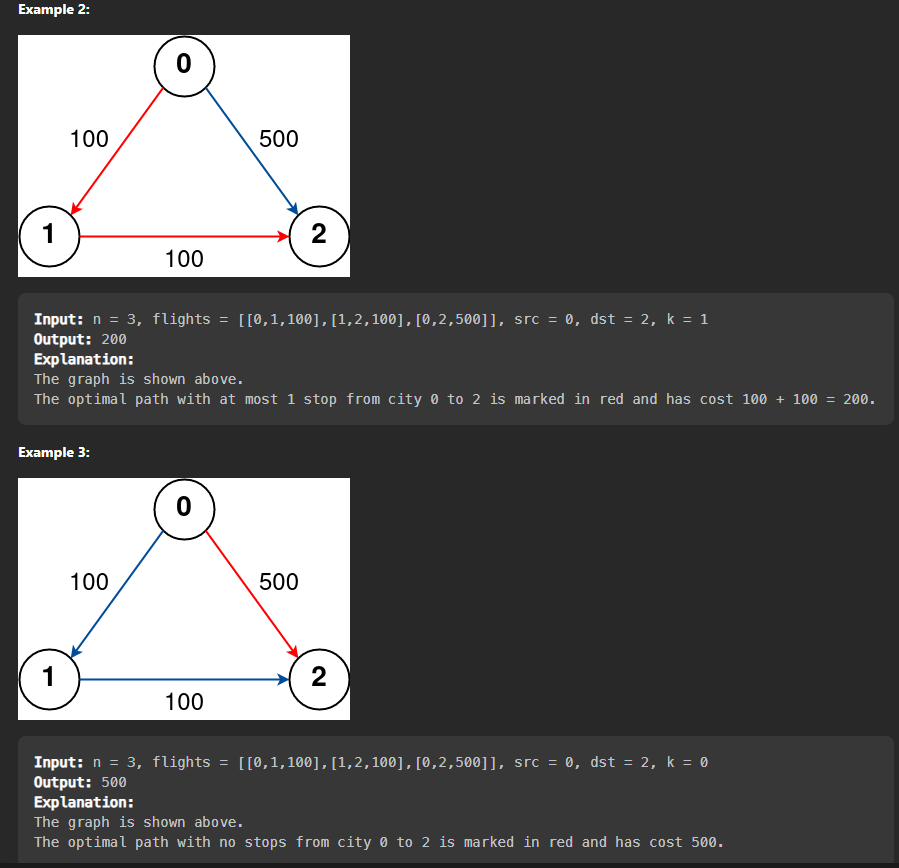 Example 2:
0
100
500
1
2
100
Input: n = 3, flights = [[0,1,100],[1,2,100],[0,2,500]], src = 0, dst = 2, k = 1
Output: 200
Explanation:
The graph is shown above.
The optimal path with at most 1 stop from city 0 to 2 is marked in red and has cost 100 + 100 = 200.
Example 3:
0
100
500
1
2
100
Input: n = 3, flights = [[0,1,100],[1,2,100],[0,2,500]], src = 0, dst = 2, k = 0
Output: 500
Explanation:
The graph is shown above.
The optimal path with no stops from city 0 to 2 is marked in red and has cost 500.